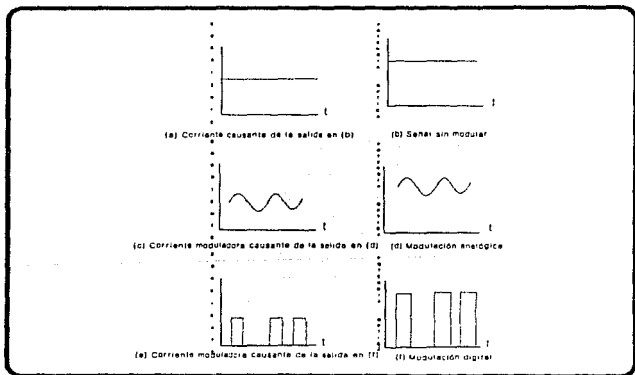 t
t
(a) Corriente causante de la salida en (b)
(b) Señal sin modular
t
t
(c) Corriente moduladora causante de la salida en (d)
(d) Modulación analógica
t
t
(e) Corriente moduladora causante de la salida en (f)
(f) Modulación digital